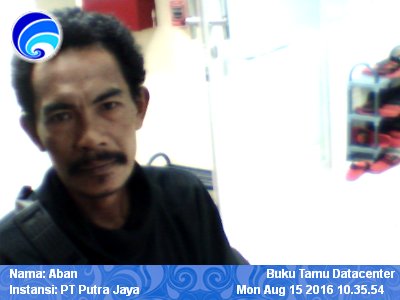 Nama: Aban
Buku Tamu Datacenter
Instansi: PT Putra Jaya
Mon Aug 15 2016 10.35.54